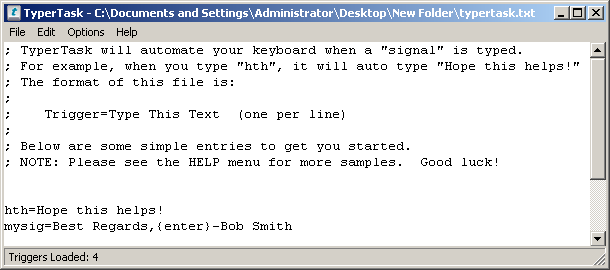 TyperTask - C:\Documents and Settings\Administrator\Desktop\New Folder\typertask.txt
File Edit Options Help
; TyperTask will automate your keyboard when a "signal" is typed.
; For example, when you type "hth", it will auto type "Hope this helps!"
; The format of this file is:
;
;    Trigger=Type This Text  (one per line)
;
; Below are some simple entries to get you started.
; NOTE: Please see the HELP menu for more samples.  Good luck!
hth=Hope this helps!
mysig=Best Regards,{enter}-Bob Smith
Triggers Loaded: 4